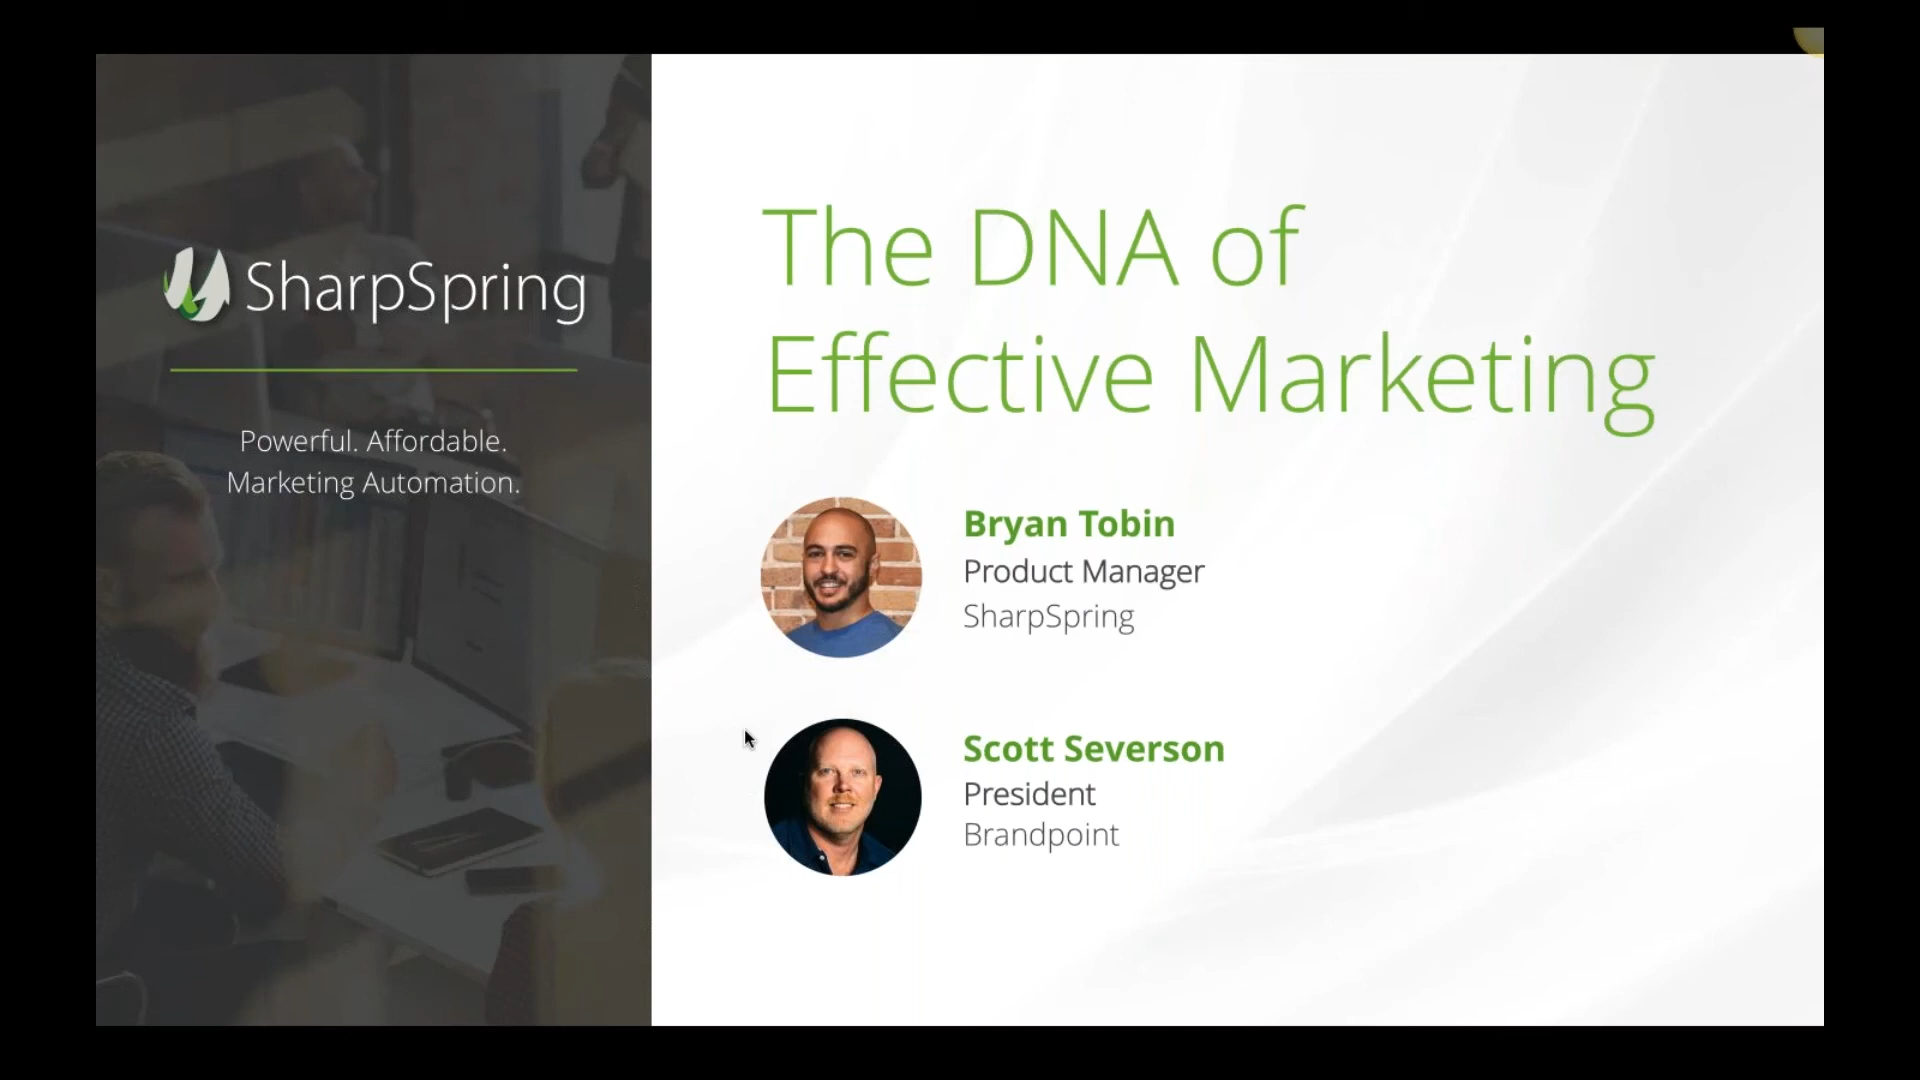 SharpSpring
Powerful. Affordable.
Marketing Automation.
The DNA of
Effective Marketing
Bryan Tobin
Product Manager
SharpSpring
Scott Severson
President
Brandpoint